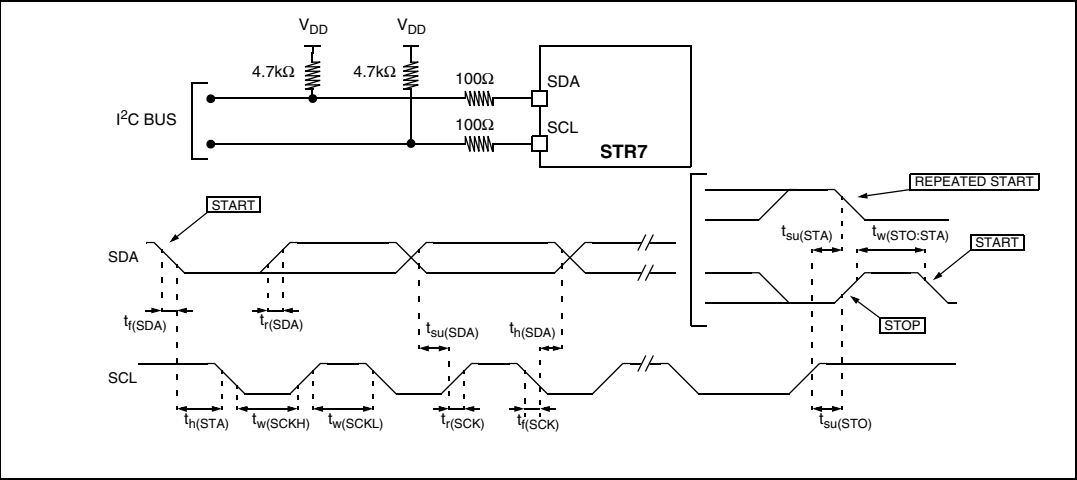 VDD VDD
4.7kΩ 4.7kΩ
100Ω
SDA
I2C BUS
100Ω
SCL
STR7
REPEATED START
START
tsu(STA) tw(STO:STA)
START
SDA
tf(SDA) tr(SDA)
STOP
tsu(SDA) th(SDA)
SCL
th(STA) tw(SCKH) tw(SCKL) tr(SCK) tf(SCK) tsu(STO)